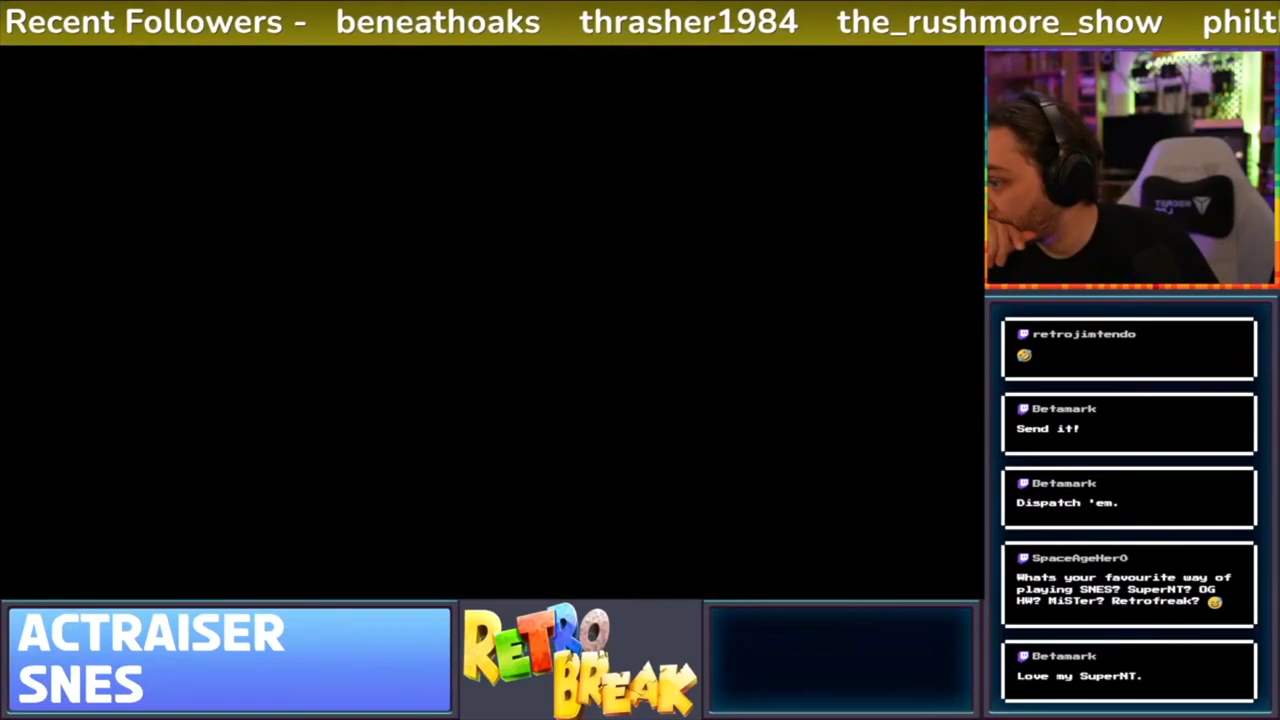 Recent Followers - beneathoaks thrasher1984 the_rushmore_show philt
retrojimtendo
🤣
Betamark
Send it!
Betamark
Dispatch 'em.
SpaceAgeHer0
Whats your favourite way of
playing SNES? SuperNT? OG
HW? MiSTer? Retrofreak? 😅
Betamark
Love my SuperNT.
ACTRAISER
SNES
RETRO
BREAK